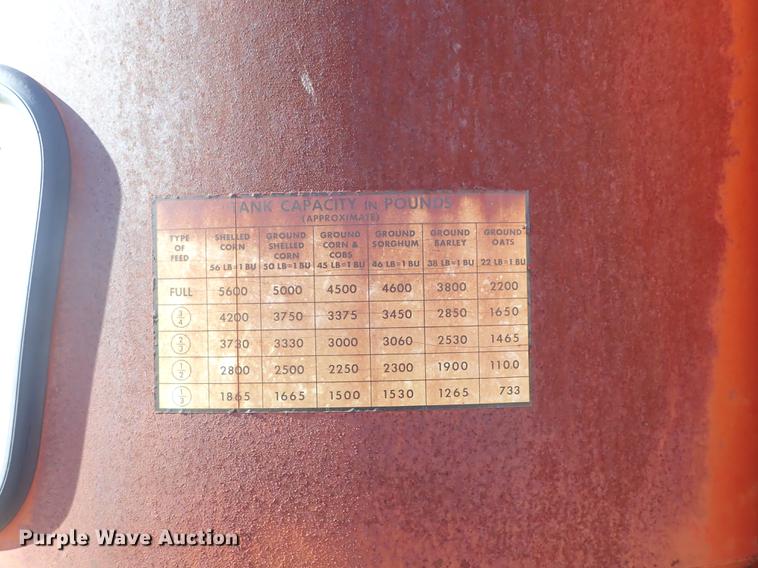 TANK CAPACITY IN POUNDS
(APPROXIMATE)
TYPE OF FEED SHELLED CORN 56 LB=1 BU GROUND SHELLED CORN 50 LB=1 BU GROUND CORN & COBS 45 LB=1 BU GROUND SORGHUM 46 LB=1 BU GROUND BARLEY 38 LB=1 BU GROUND OATS 22 LB=1 BU
FULL 5600 5000 4500 4600 3800 2200
3/4 4200 3750 3375 3450 2850 1650
2/3 3730 3330 3000 3060 2530 1465
1/2 2800 2500 2250 2300 1900 1100
1/3 1865 1665 1500 1530 1265 733
Purple Wave Auction